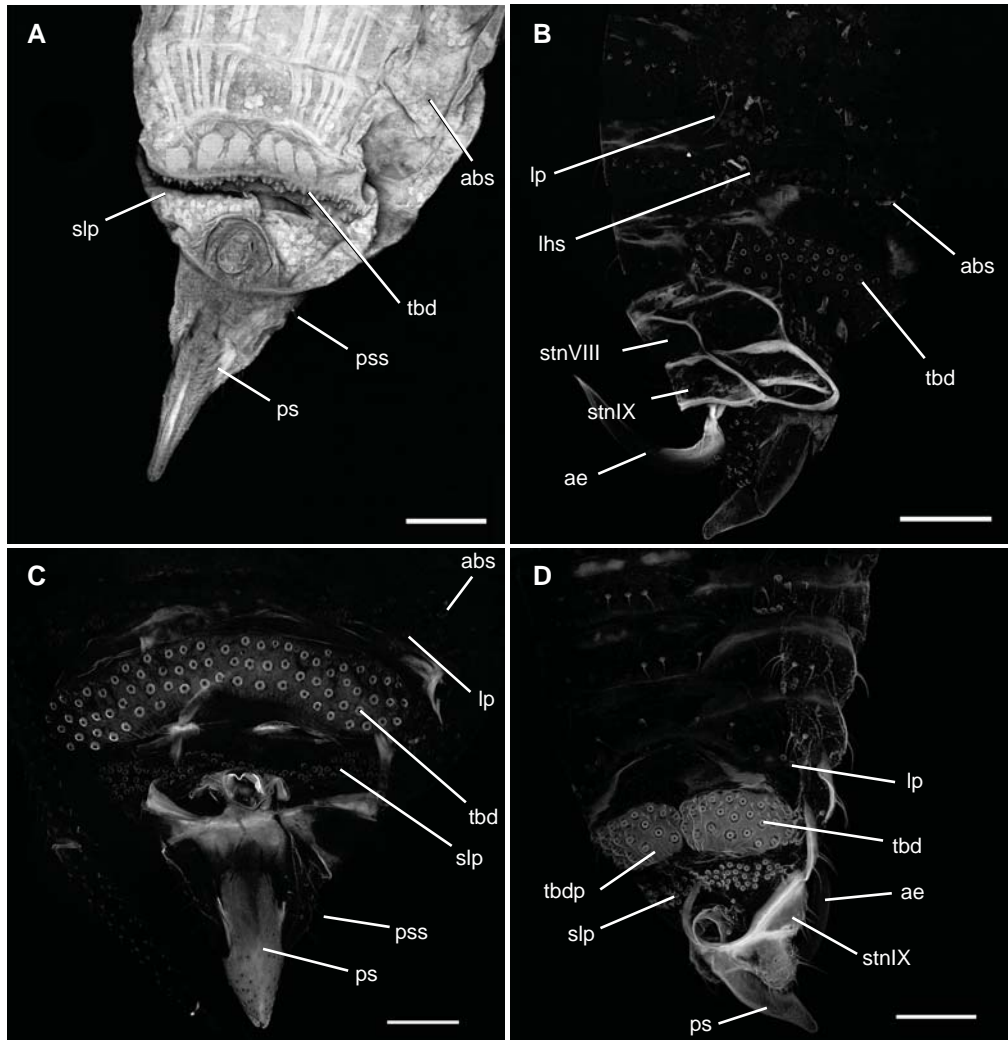 A
abs
slp
tbd
pss
ps
B
lp
lhs
abs
tbd
stnVIII
stnIX
ae
C
abs
lp
tbd
slp
pss
ps
D
lp
tbd
tbdp
ae
slp
stnIX
ps